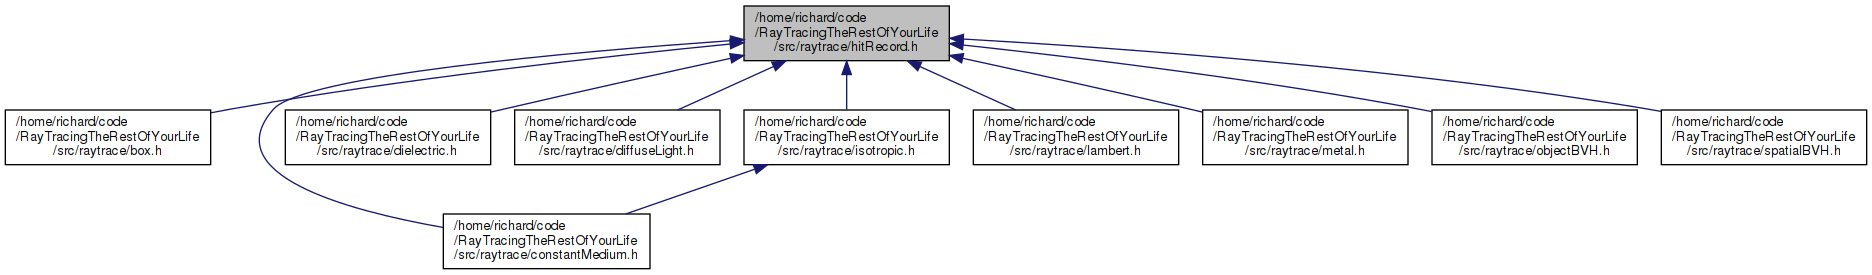 /home/richard/code
/RayTracingTheRestOfYourLife
/src/raytrace/hitRecord.h
/home/richard/code
/RayTracingTheRestOfYourLife
/src/raytrace/box.h
/home/richard/code
/RayTracingTheRestOfYourLife
/src/raytrace/dielectric.h
/home/richard/code
/RayTracingTheRestOfYourLife
/src/raytrace/diffuseLight.h
/home/richard/code
/RayTracingTheRestOfYourLife
/src/raytrace/isotropic.h
/home/richard/code
/RayTracingTheRestOfYourLife
/src/raytrace/lambert.h
/home/richard/code
/RayTracingTheRestOfYourLife
/src/raytrace/metal.h
/home/richard/code
/RayTracingTheRestOfYourLife
/src/raytrace/objectBVH.h
/home/richard/code
/RayTracingTheRestOfYourLife
/src/raytrace/spatialBVH.h
/home/richard/code
/RayTracingTheRestOfYourLife
/src/raytrace/constantMedium.h